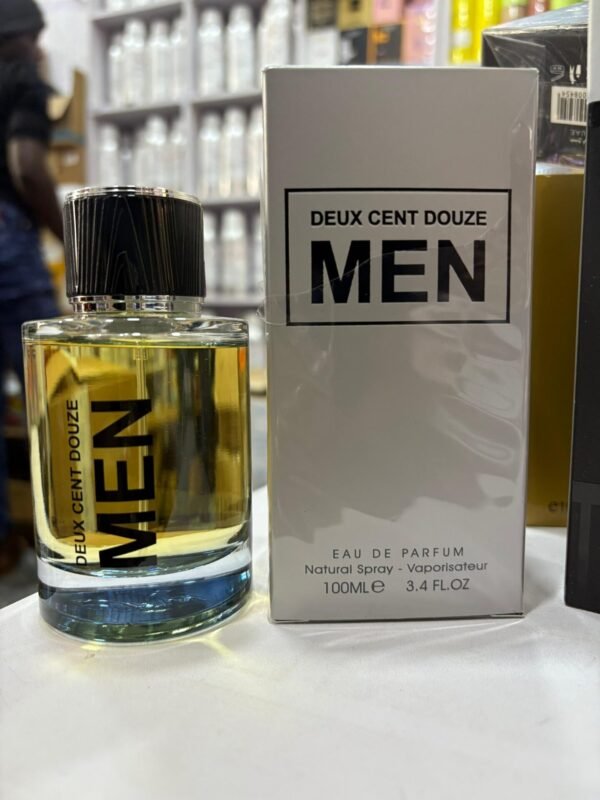 DEUX CENT DOUZE
MEN
DEUX CENT DOUZE
MEN
EAU DE PARFUM
Natural Spray - Vaporisateur
100ML℮ 3.4 FL.OZ